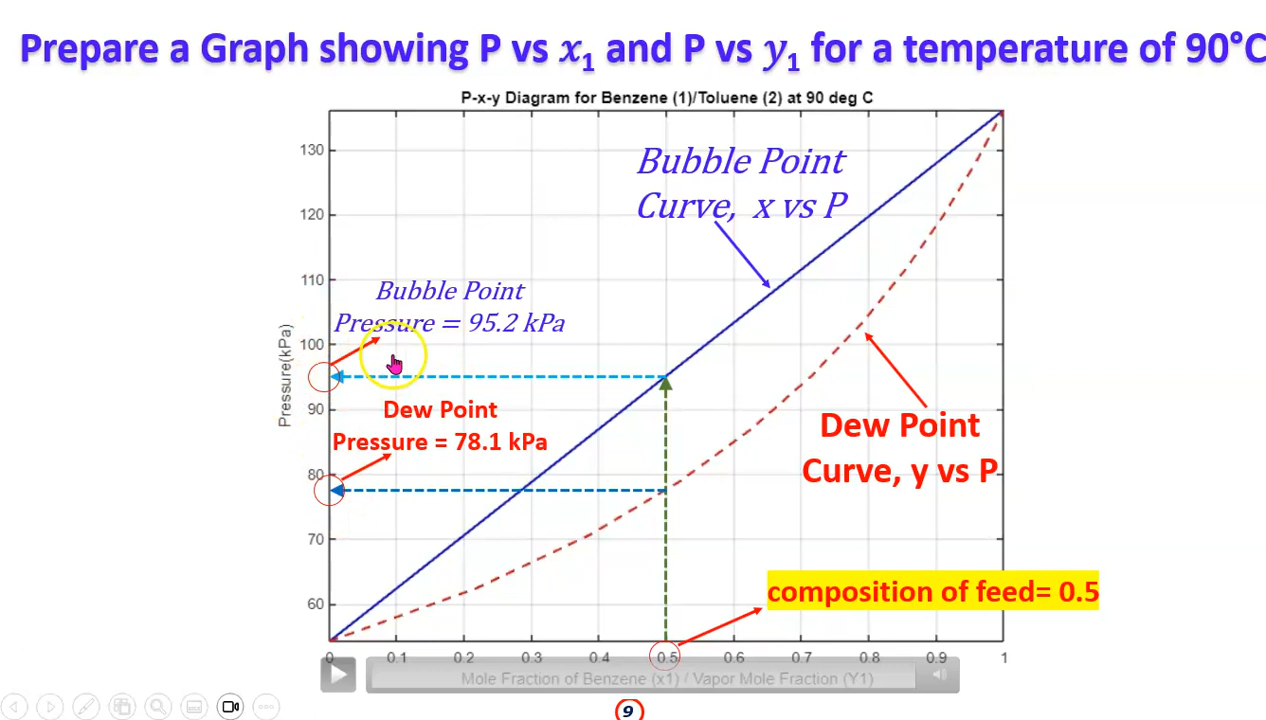 Prepare a Graph showing P vs x₁ and P vs y₁ for a temperature of 90°C
P-x-y Diagram for Benzene (1)/Toluene (2) at 90 deg C
Bubble Point
Curve, x vs P
Bubble Point
Pressure = 95.2 kPa
Dew Point
Pressure = 78.1 kPa
Dew Point
Curve, y vs P
composition of feed= 0.5
Pressure(kPa)
130
120
110
100
90
80
70
60
0 0.1 0.2 0.3 0.4 0.5 0.6 0.7 0.8 0.9 1
Mole Fraction of Benzene (x1) / Vapor Mole Fraction (Y1)
9